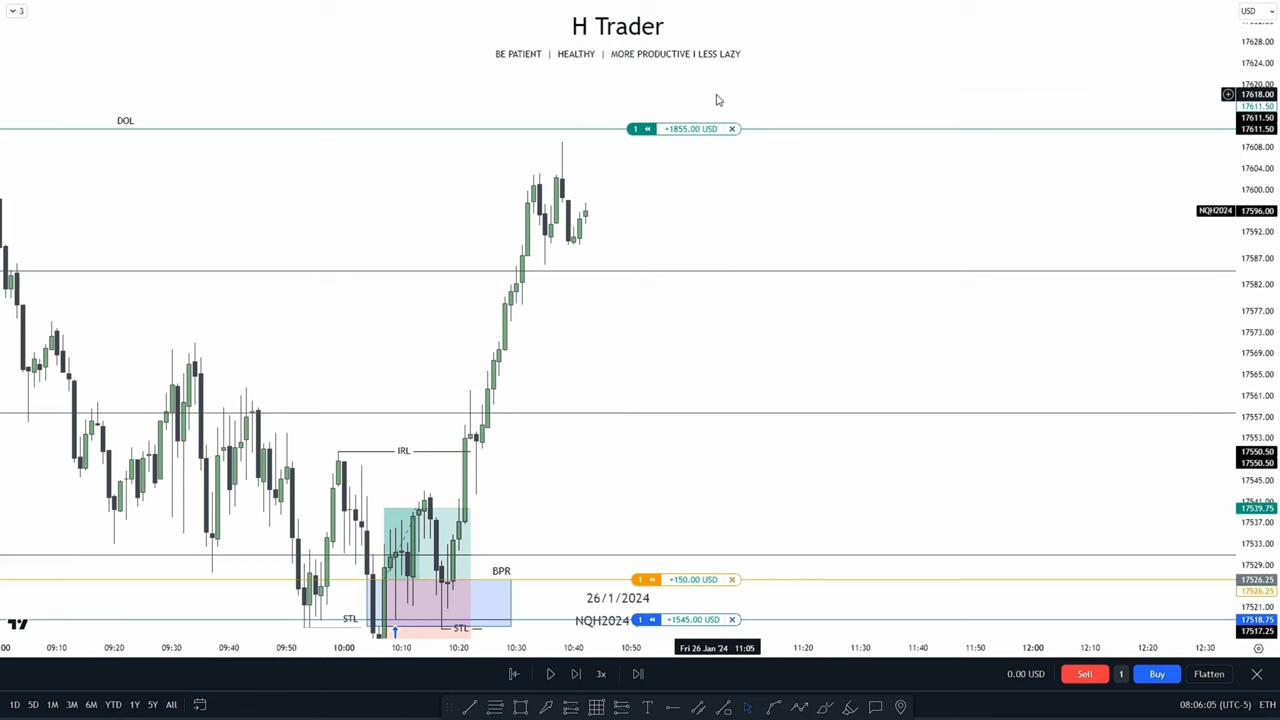 3
H Trader
USD
BE PATIENT | HEALTHY | MORE PRODUCTIVE I LESS LAZY
17628.00
17624.00
17620.00
17618.00
17611.50
17611.50
DOL
1 +1855.00 USD
17611.50
17608.00
17604.00
17600.00
NQH2024 17596.00
17592.00
17587.00
17582.00
17577.00
17573.00
17569.00
17565.00
17561.00
17557.00
17553.00
IRL
17550.50
17550.50
17545.00
17541.00
17539.75
17537.00
17533.00
17529.00
BPR
1 +150.00 USD
17526.25
17526.25
26/1/2024
17521.00
STL
NQH2024
1 +1545.00 USD
17518.75
STL
17517.25
:00 09:10 09:20 09:30 09:40 09:50 10:00 10:10 10:20 10:30 10:40 10:50 Fri 26 Jan '24 11:05 11:20 11:30 11:40 11:50 12:00 12:10 12:20 12:30
3x
0.00 USD
Sell
1
Buy
Flatten
1D 5D 1M 3M 6M YTD 1Y 5Y All
08:06:05 (UTC-5) ETH